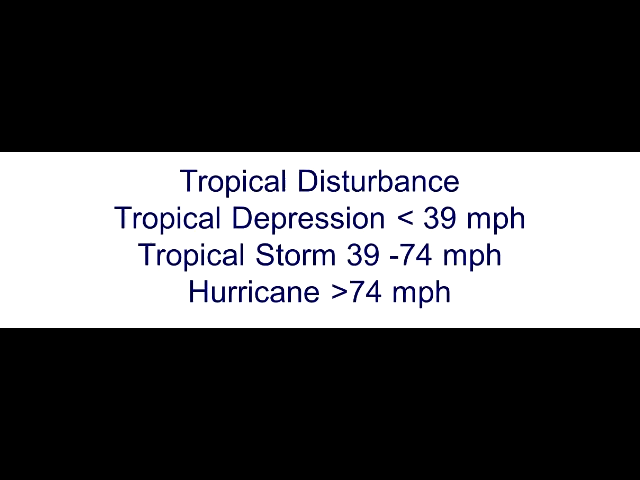 Tropical Disturbance
Tropical Depression < 39 mph
Tropical Storm 39 -74 mph
Hurricane >74 mph